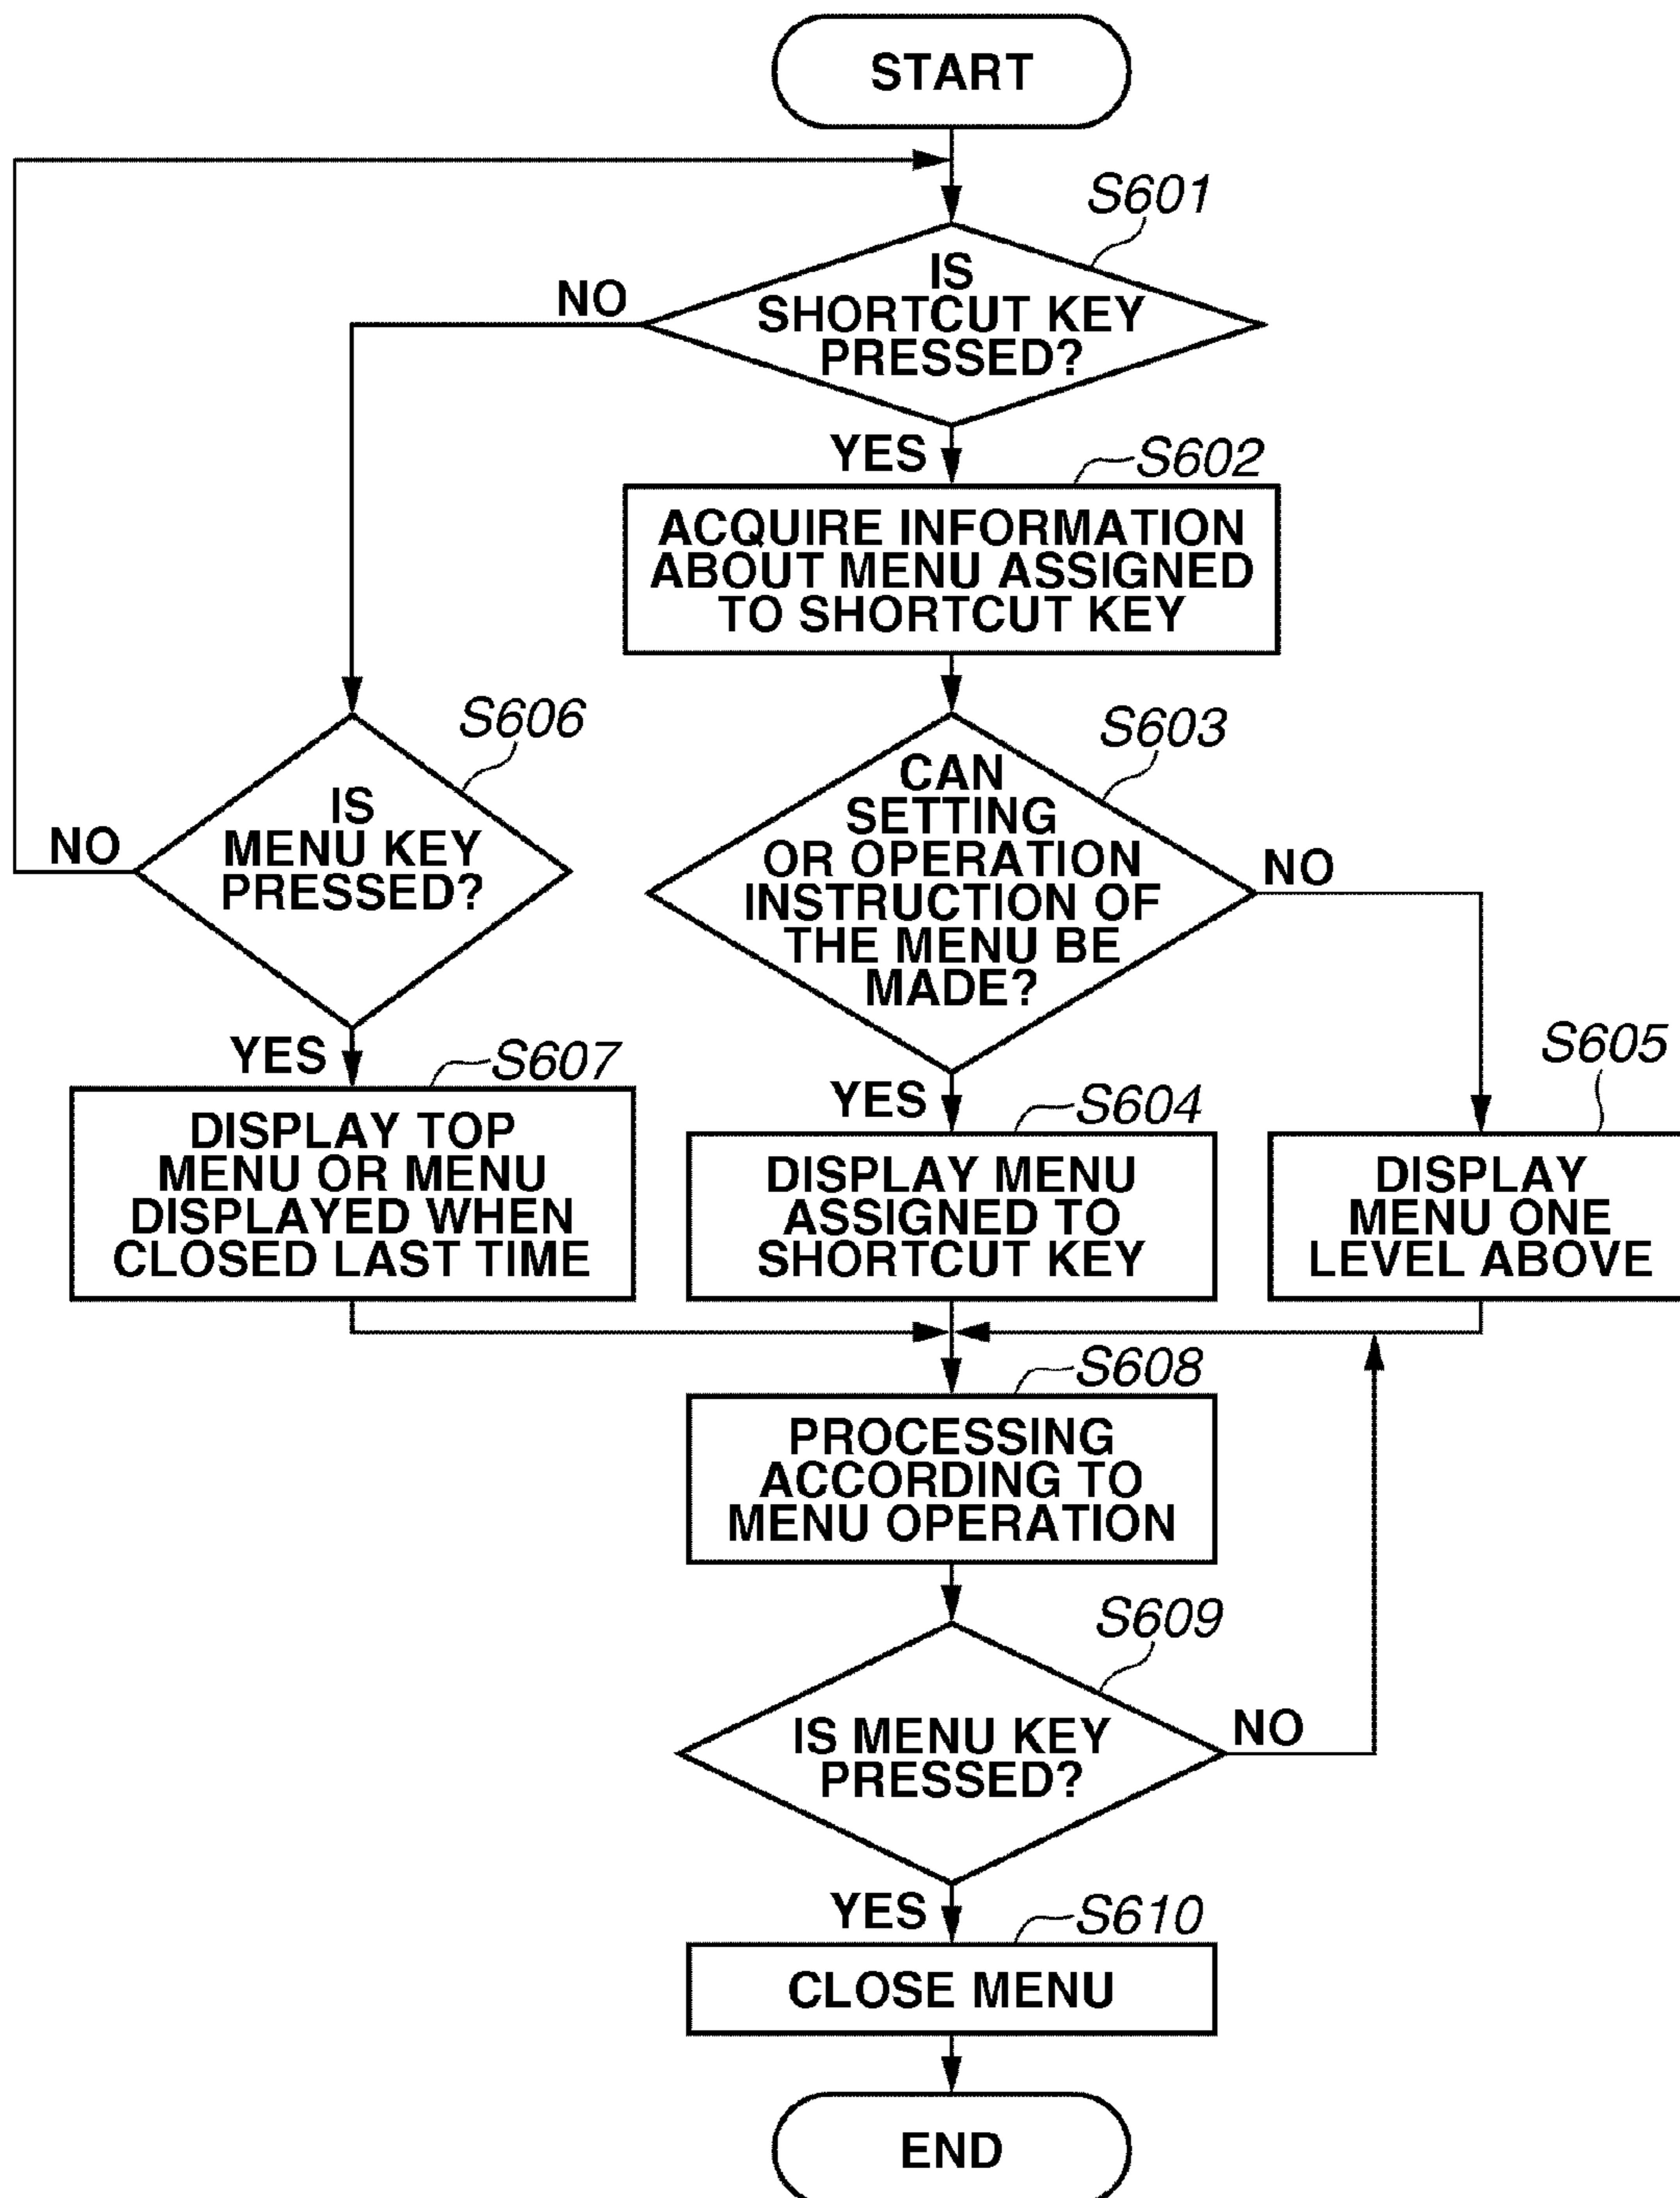 START
S601
IS
SHORTCUT KEY
PRESSED?
NO
YES
S602
ACQUIRE INFORMATION
ABOUT MENU ASSIGNED
TO SHORTCUT KEY
S606
IS
MENU KEY
PRESSED?
NO
YES
S603
CAN
SETTING
OR OPERATION
INSTRUCTION OF
THE MENU BE
MADE?
NO
YES
S607
DISPLAY TOP
MENU OR MENU
DISPLAYED WHEN
CLOSED LAST TIME
S604
DISPLAY MENU
ASSIGNED TO
SHORTCUT KEY
S605
DISPLAY
MENU ONE
LEVEL ABOVE
S608
PROCESSING
ACCORDING TO
MENU OPERATION
S609
IS MENU KEY
PRESSED?
NO
YES
S610
CLOSE MENU
END